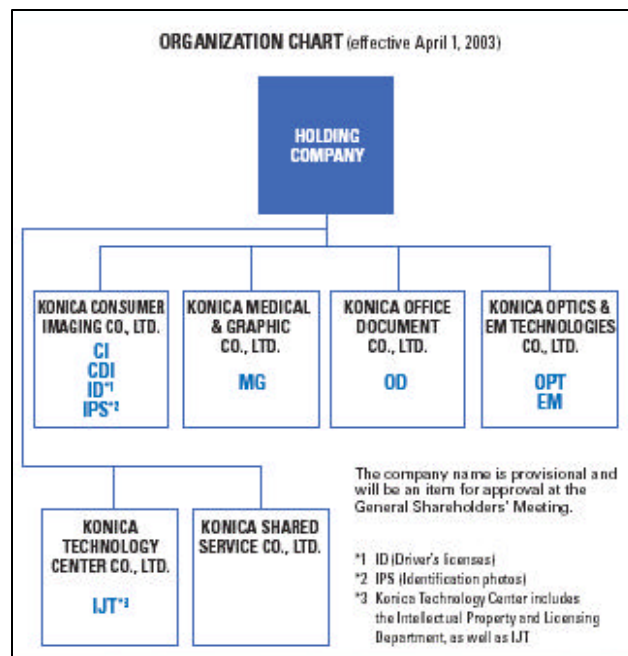 ORGANIZATION CHART (effective April 1, 2003)
HOLDING
COMPANY
KONICA CONSUMER
IMAGING CO., LTD.
CI
CDI
ID*1
IPS*2
KONICA MEDICAL
& GRAPHIC
CO., LTD.
MG
KONICA OFFICE
DOCUMENT
CO., LTD.
OD
KONICA OPTICS &
EM TECHNOLOGIES
CO., LTD.
OPT
EM
KONICA
TECHNOLOGY
CENTER CO., LTD.
IJT*3
KONICA SHARED
SERVICE CO., LTD.
The company name is provisional and
will be an item for approval at the
General Shareholders' Meeting.
*1 ID (Driver's licenses)
*2 IPS (Identification photos)
*3 Konica Technology Center includes
the Intellectual Property and Licensing
Department, as well as IJT